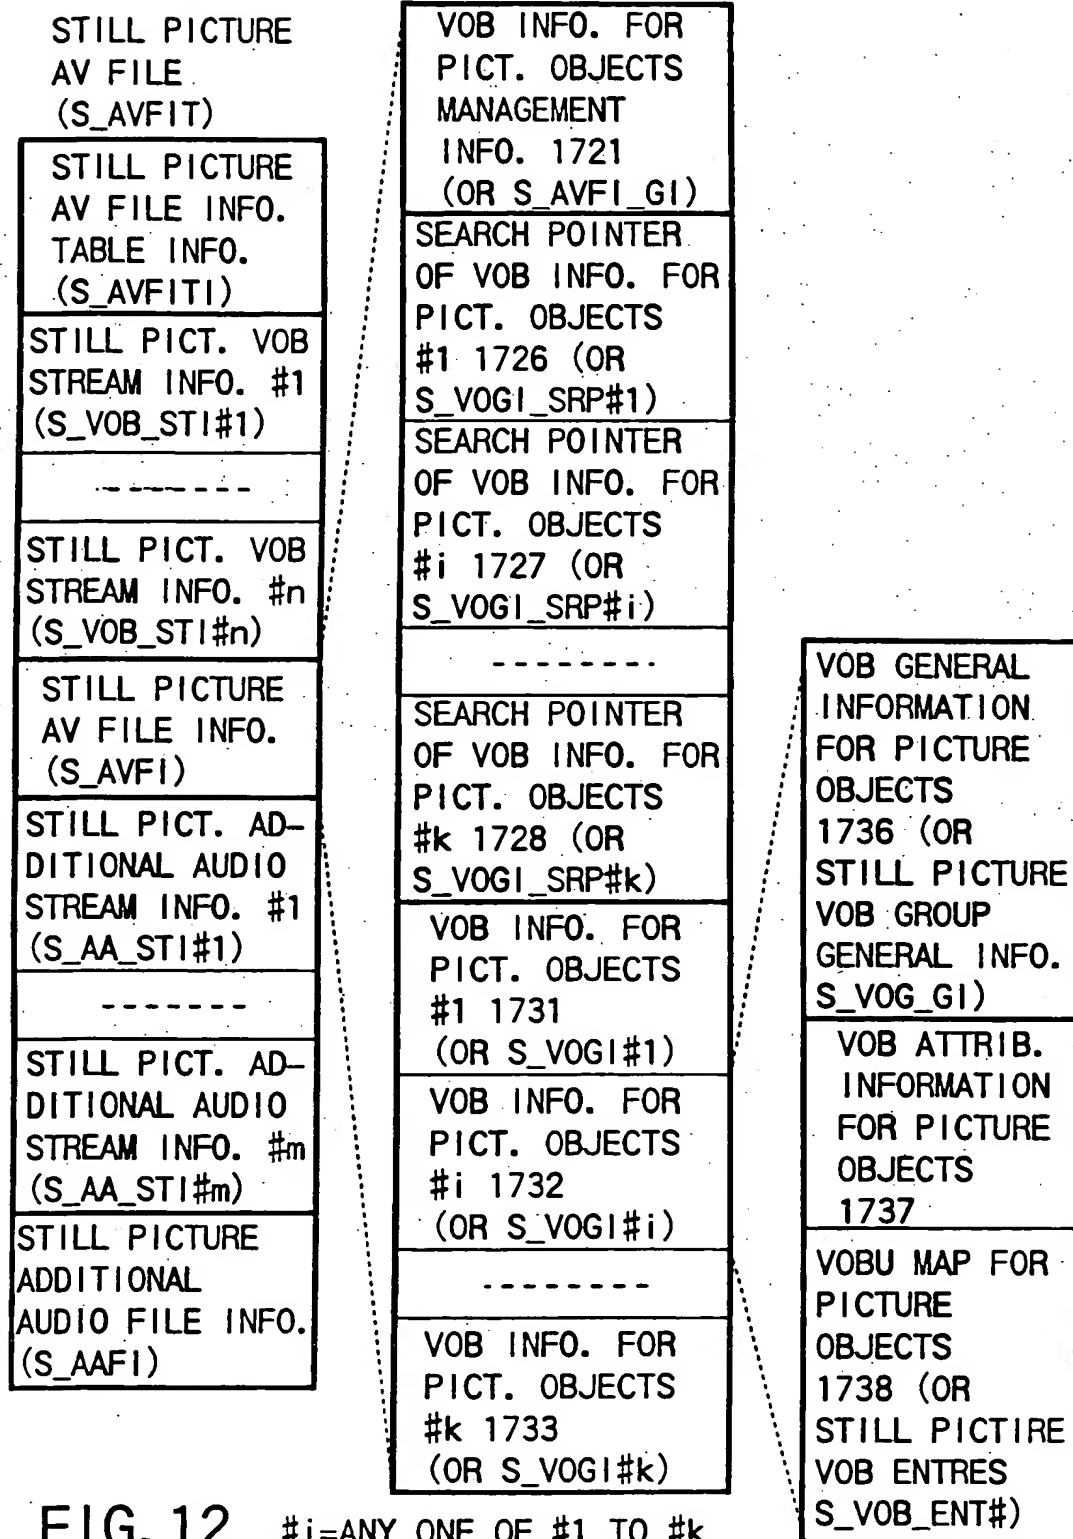 STILL PICTURE
AV FILE
(S_AVFIT)
STILL PICTURE
AV FILE INFO.
TABLE INFO.
(S_AVFITI)
STILL PICT. VOB
STREAM INFO. #1
(S_VOB_STI#1)
--------
STILL PICT. VOB
STREAM INFO. #n
(S_VOB_STI#n)
STILL PICTURE
AV FILE INFO.
(S_AVFI)
STILL PICT. AD-
DITIONAL AUDIO
STREAM INFO. #1
(S_AA_STI#1)
-------
STILL PICT. AD-
DITIONAL AUDIO
STREAM INFO. #m
(S_AA_STI#m)
STILL PICTURE
ADDITIONAL
AUDIO FILE INFO.
(S_AAFI)
VOB INFO. FOR
PICT. OBJECTS
MANAGEMENT
INFO. 1721
(OR S_AVFI_GI)
SEARCH POINTER
OF VOB INFO. FOR
PICT. OBJECTS
#1 1726 (OR
S_VOGI_SRP#1)
SEARCH POINTER
OF VOB INFO. FOR
PICT. OBJECTS
#i 1727 (OR
S_VOGI_SRP#i)
--------
SEARCH POINTER
OF VOB INFO. FOR
PICT. OBJECTS
#k 1728 (OR
S_VOGI_SRP#k)
VOB INFO. FOR
PICT. OBJECTS
#1 1731
(OR S_VOGI#1)
VOB INFO. FOR
PICT. OBJECTS
#i 1732
(OR S_VOGI#i)
--------
VOB INFO. FOR
PICT. OBJECTS
#k 1733
(OR S_VOGI#k)
VOB GENERAL
INFORMATION
FOR PICTURE
OBJECTS
1736 (OR
STILL PICTURE
VOB GROUP
GENERAL INFO.
S_VOG_GI)
VOB ATTRIB.
INFORMATION
FOR PICTURE
OBJECTS
1737
VOBU MAP FOR
PICTURE
OBJECTS
1738 (OR
STILL PICTIRE
VOB ENTRES
S_VOB_ENT#)
FIG. 12 #i=ANY ONE OF #1 TO #k